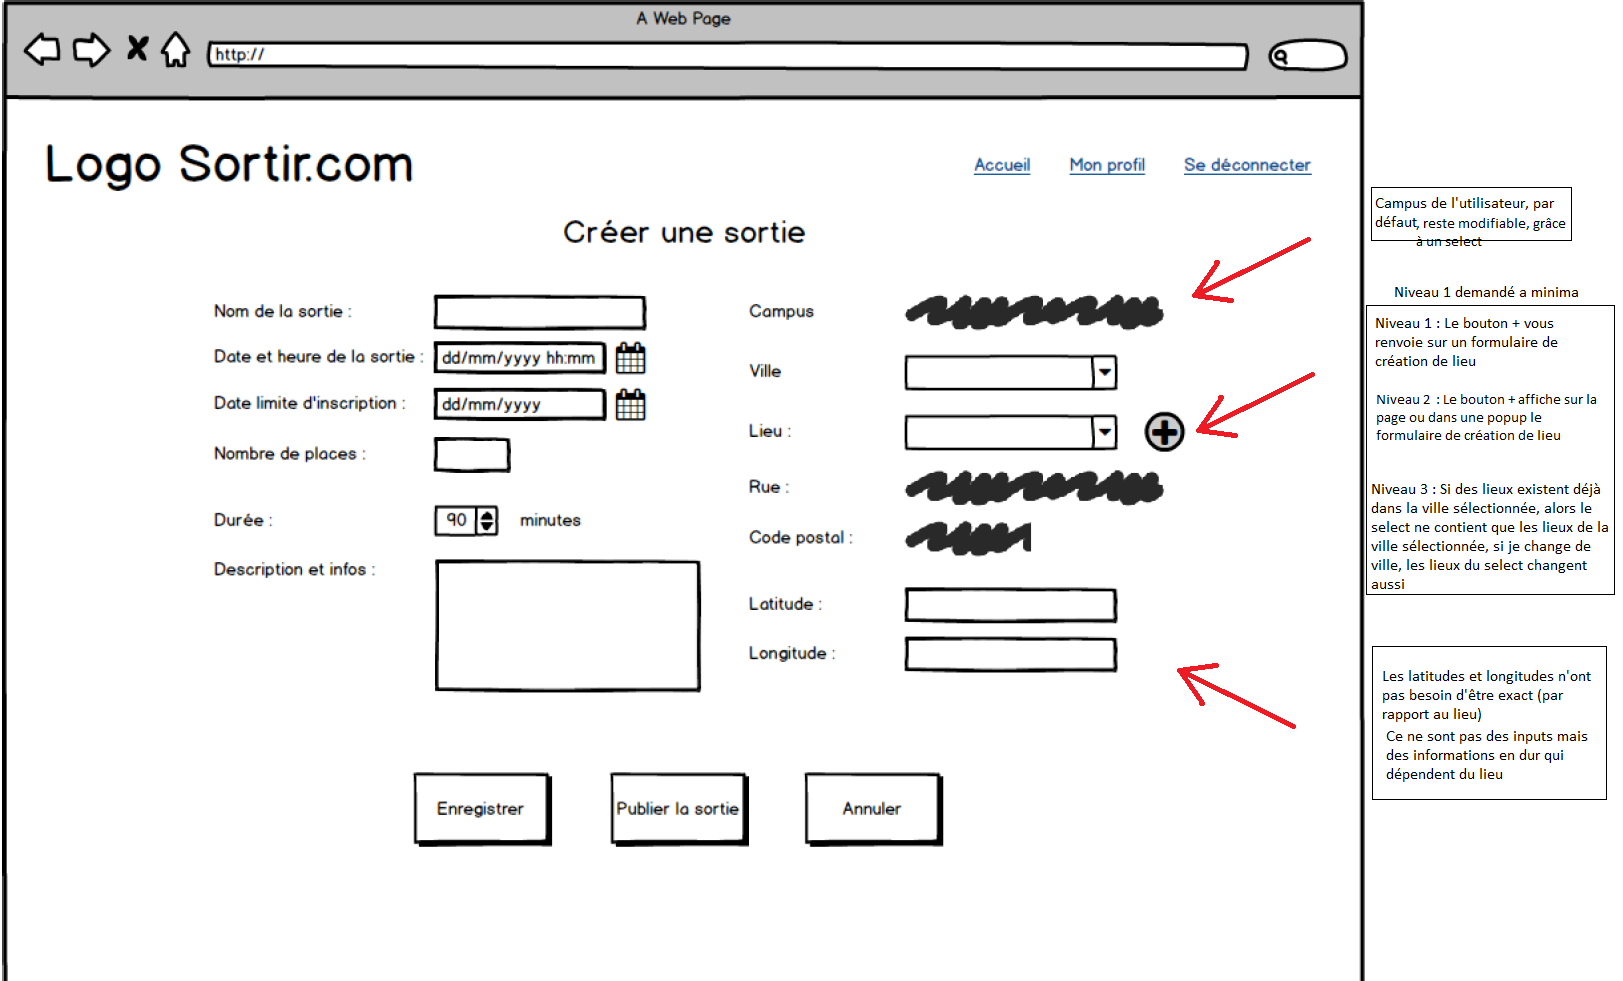 A Web Page
http://
Logo Sortir.com
Accueil
Mon profil
Se déconnecter
Créer une sortie
Nom de la sortie :
Date et heure de la sortie :
dd/mm/yyyy hh:mm
Date limite d'inscription :
dd/mm/yyyy
Nombre de places :
Durée :
90
minutes
Description et infos :
Campus
Ville
Lieu :
Rue :
Code postal :
Latitude :
Longitude :
Enregistrer
Publier la sortie
Annuler
Campus de l'utilisateur, par
défaut, reste modifiable, grâce
à un select
Niveau 1 demandé a minima
Niveau 1 : Le bouton + vous
renvoie sur un formulaire de
création de lieu
Niveau 2 : Le bouton + affiche sur la
page ou dans une popup le
formulaire de création de lieu
Niveau 3 : Si des lieux existent déjà
dans la ville sélectionnée, alors le
select ne contient que les lieux de la
ville sélectionnée, si je change de
ville, les lieux du select changent
aussi
Les latitudes et longitudes n'ont
pas besoin d'être exact (par
rapport au lieu)
Ce ne sont pas des inputs mais
des informations en dur qui
dépendent du lieu